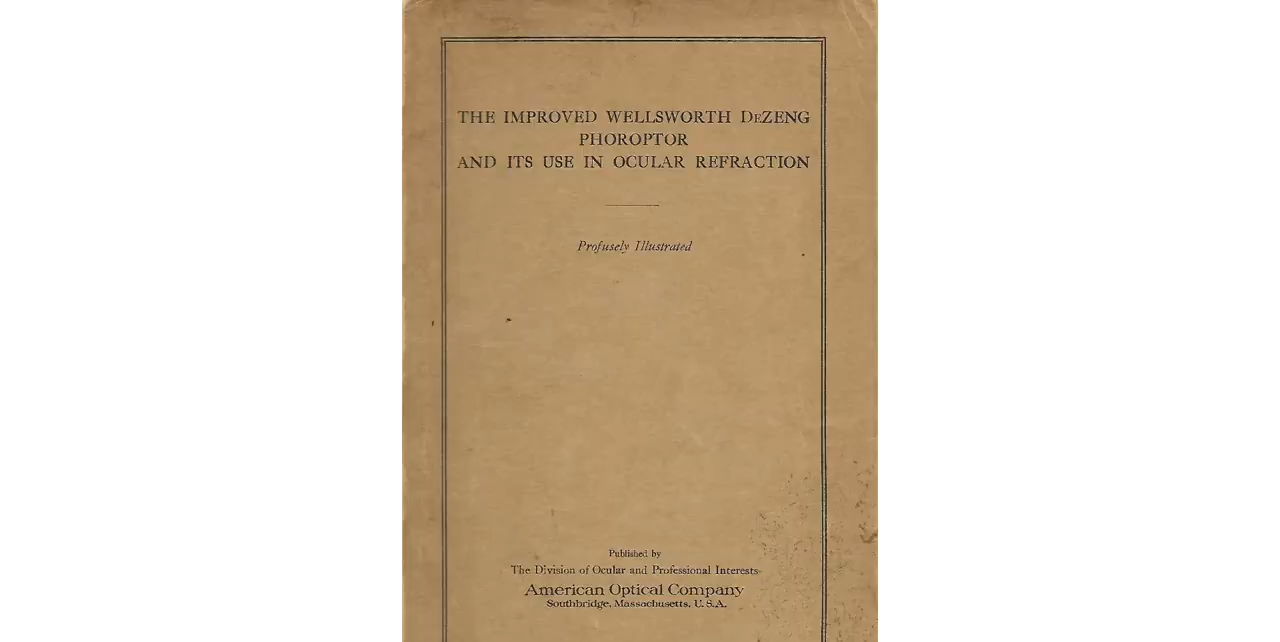 THE IMPROVED WELLSWORTH DeZENG
PHOROPTOR
AND ITS USE IN OCULAR REFRACTION
Profusely Illustrated
Published by
The Division of Ocular and Professional Interests
American Optical Company
Southbridge, Massachusetts, U. S. A.